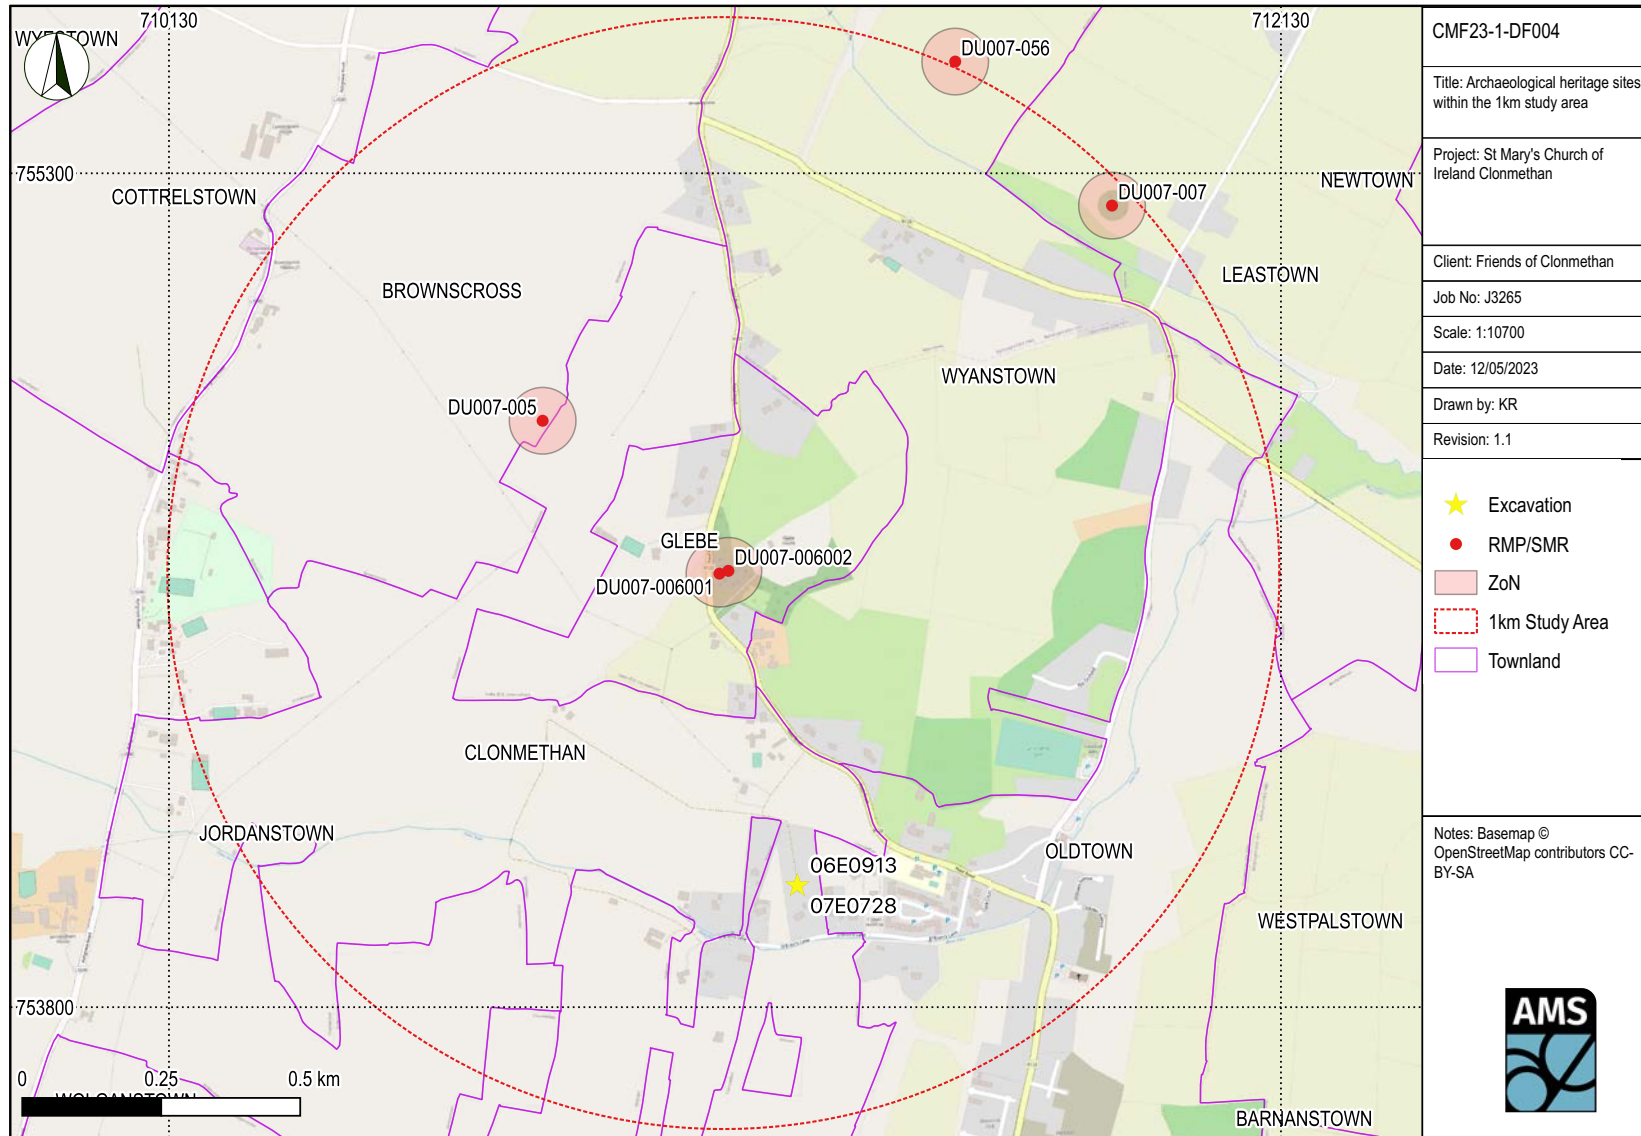 710130
712130
WYESTOWN
DU007-056
755300
COTTRELSTOWN
DU007-007
NEWTOWN
BROWNSCROSS
LEASTOWN
WYANSTOWN
DU007-005
GLEBE
DU007-006002
DU007-006001
CLONMETHAN
JORDANSTOWN
OLDTOWN
06E0913
07E0728
WESTPALSTOWN
753800
0
0.25
0.5 km
WOLGANSTOWN
BARNANSTOWN
CMF23-1-DF004
Title: Archaeological heritage sites
within the 1km study area
Project: St Mary's Church of
Ireland Clonmethan
Client: Friends of Clonmethan
Job No: J3265
Scale: 1:10700
Date: 12/05/2023
Drawn by: KR
Revision: 1.1
Excavation
RMP/SMR
ZoN
1km Study Area
Townland
Notes: Basemap ©
OpenStreetMap contributors CC-
BY-SA
AMS